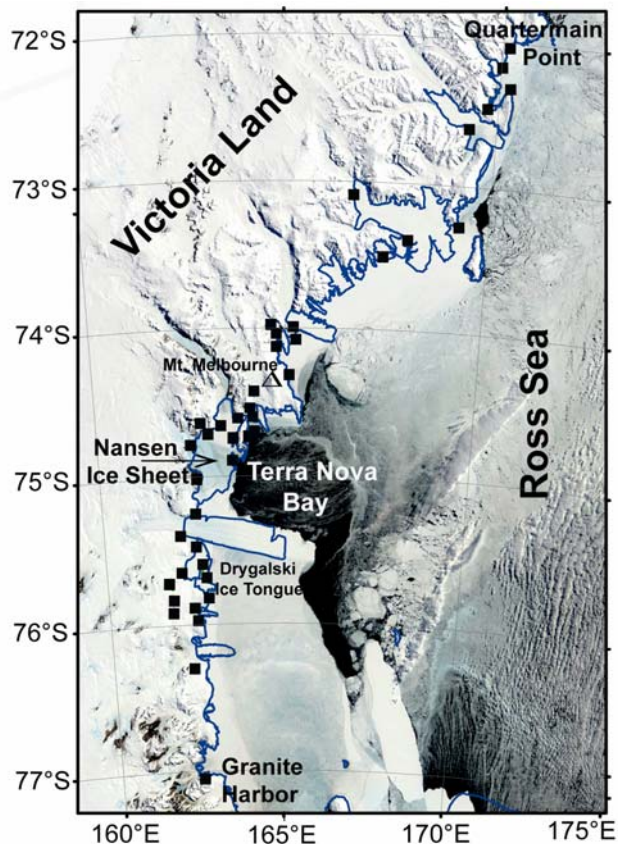 72°S
Quartermain
Point
Victoria Land
73°S
74°S
Mt. Melbourne
Ross Sea
Nansen
Ice Sheet
Terra Nova
Bay
75°S
Drygalski
Ice Tongue
76°S
Granite
Harbor
77°S
160°E
165°E
170°E
175°E